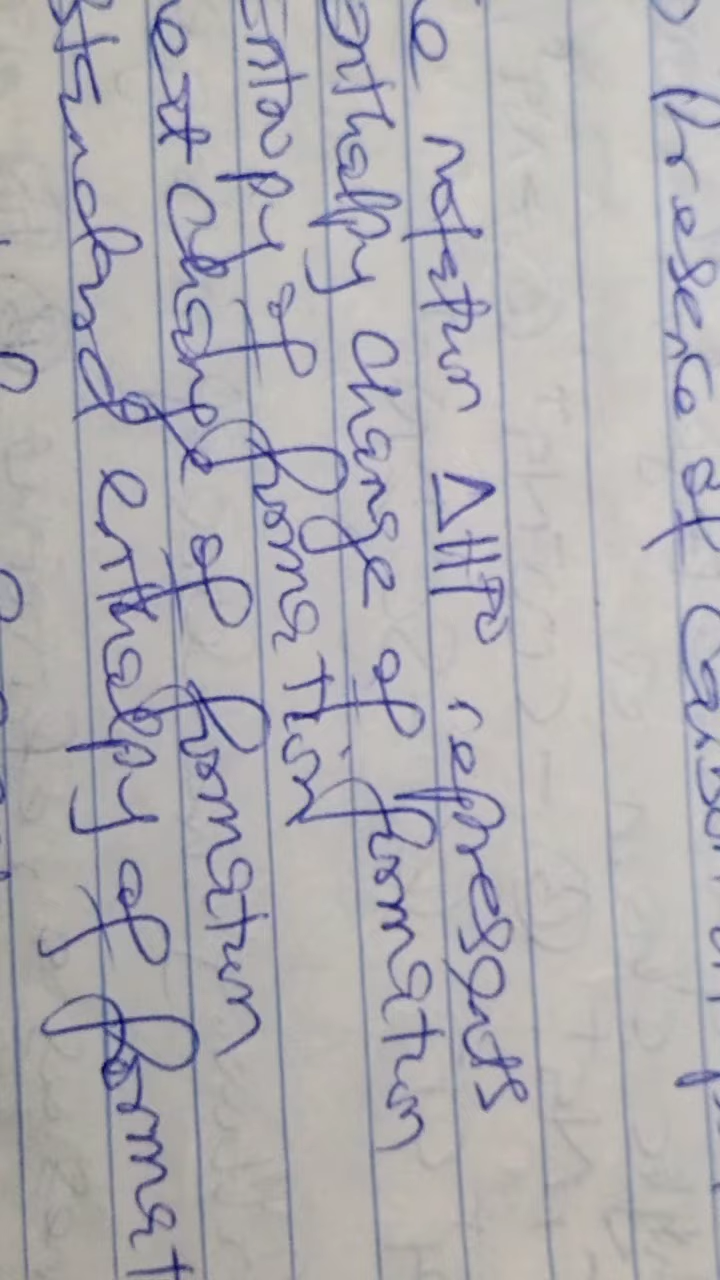 Presence of Carbon
notation ΔHf° represents
enthalpy change of formation
Entropy of formation
Heat change of formation
Standard enthalpy of format